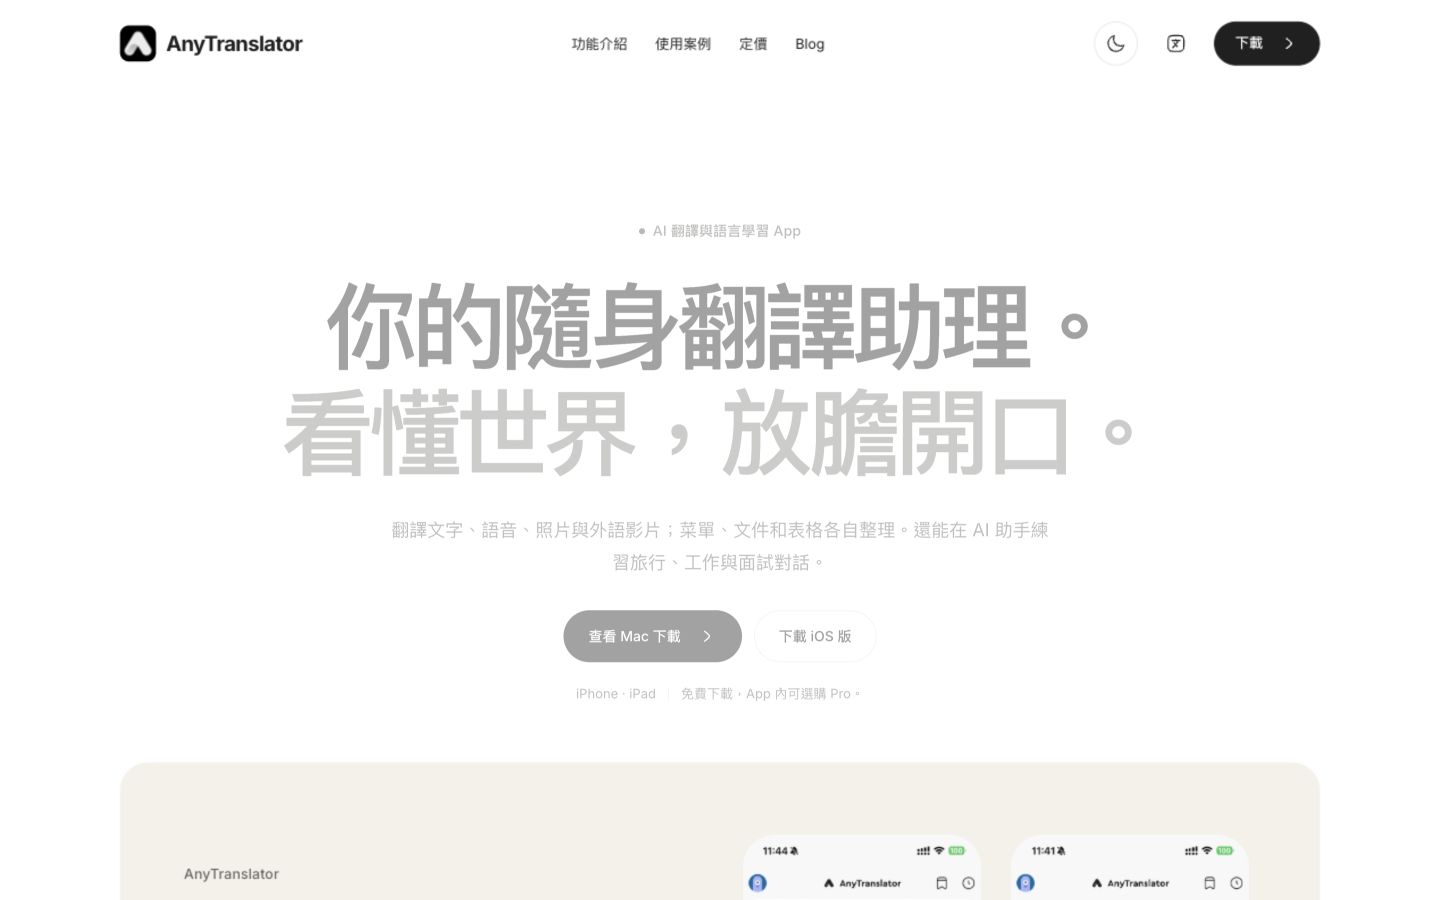 AnyTranslator
功能介紹
使用案例
定價
Blog
下載
AI 翻譯與語言學習 App
你的隨身翻譯助理。
看懂世界，放膽開口。
翻譯文字、語音、照片與外語影片；菜單、文件和表格各自整理。還能在 AI 助手練
習旅行、工作與面試對話。
查看 Mac 下載
下載 iOS 版
iPhone · iPad
免費下載，App 內可選購 Pro。
AnyTranslator
11:44
100
AnyTranslator
11:41
100
AnyTranslator